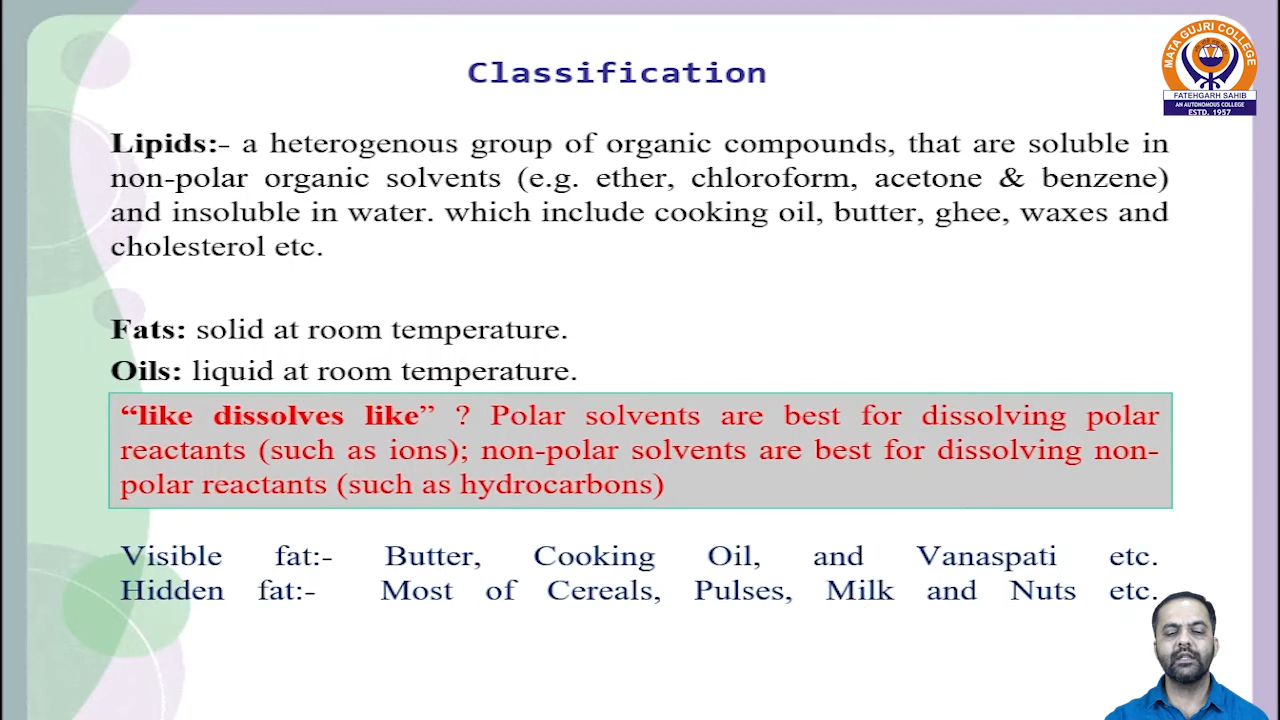 Classification
MATA GUJRI COLLEGE
FATEHGARH SAHIB
AN AUTONOMOUS COLLEGE
ESTD. 1957
Lipids:- a heterogenous group of organic compounds, that are soluble in
non-polar organic solvents (e.g. ether, chloroform, acetone & benzene)
and insoluble in water. which include cooking oil, butter, ghee, waxes and
cholesterol etc.
Fats: solid at room temperature.
Oils: liquid at room temperature.
“like dissolves like” ? Polar solvents are best for dissolving polar
reactants (such as ions); non-polar solvents are best for dissolving non-
polar reactants (such as hydrocarbons)
Visible fat:- Butter, Cooking Oil, and Vanaspati etc.
Hidden fat:- Most of Cereals, Pulses, Milk and Nuts etc.